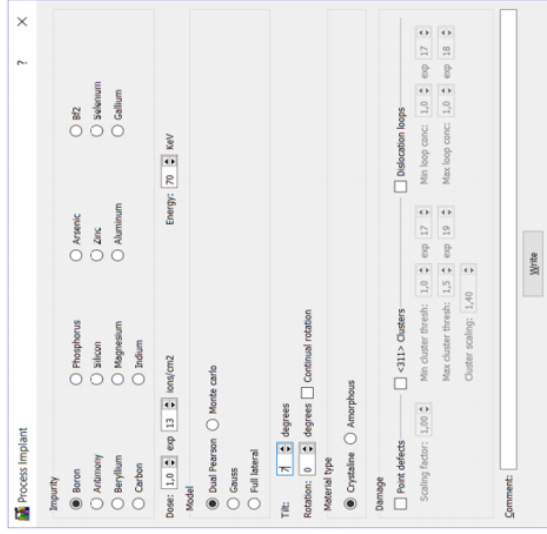 Process Implant ? ×
Impurity
Boron Phosphorus Arsenic Bf2
Antimony Silicon Zinc Selenium
Beryllium Magnesium Aluminum Gallium
Carbon Indium
Dose: 1,0 exp 13 ions/cm2 Energy: 70 KeV
Model
Dual Pearson Monte carlo
Gauss
Full lateral
Tilt: 7 degrees
Rotation: 0 degrees Continual rotation
Material type
Crystaline Amorphous
Damage
Point defects <311> Clusters Dislocation loops
Scaling factor: 1,00 Min cluster thresh: 1,0 exp 17 Min loop conc: 1,0 exp 17
Max cluster thresh: 1,5 exp 19 Max loop conc: 1,0 exp 18
Cluster scaling: 1,40
Comment:
Write